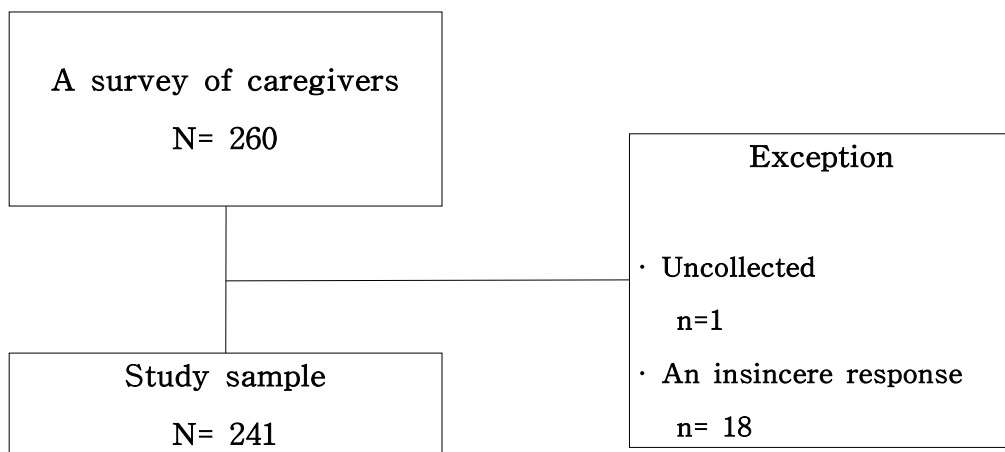 A survey of caregivers
N= 260
Exception
· Uncollected
n=1
· An insincere response
n= 18
Study sample
N= 241